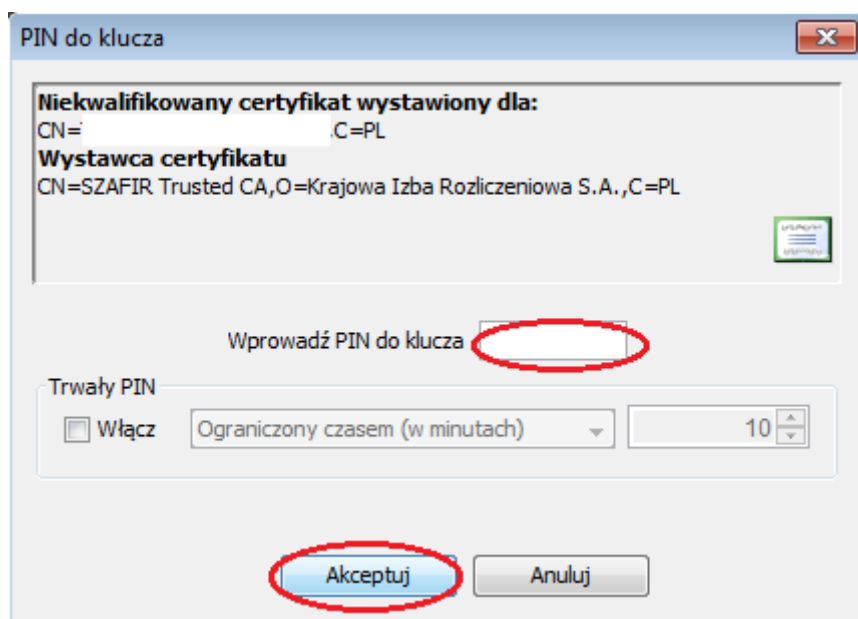 PIN do klucza
Niekwalifikowany certyfikat wystawiony dla:
CN= ,C=PL
Wystawca certyfikatu
CN=SZAFIR Trusted CA,O=Krajowa Izba Rozliczeniowa S.A.,C=PL
Wprowadź PIN do klucza
Trwały PIN
Włącz Ograniczony czasem (w minutach) 10
Akceptuj Anuluj